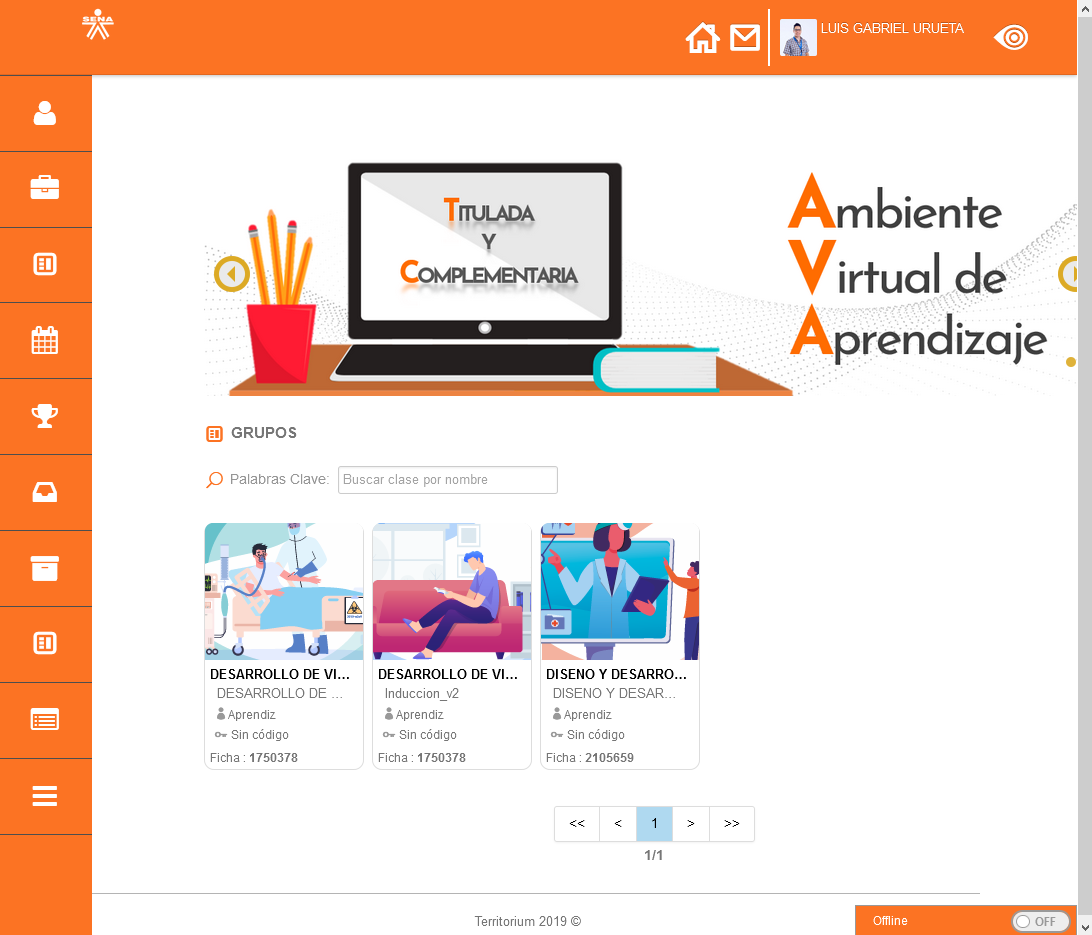 SENA
LUIS GABRIEL URUETA
TITULADA
Y
COMPLEMENTARIA
Ambiente
Virtual de
Aprendizaje
GRUPOS
Palabras Clave: Buscar clase por nombre
DESARROLLO DE VI...
DESARROLLO DE ...
Aprendiz
Sin código
Ficha : 1750378
DESARROLLO DE VI...
Induccion_v2
Aprendiz
Sin código
Ficha : 1750378
DISENO Y DESARRO...
DISENO Y DESAR...
Aprendiz
Sin código
Ficha : 2105659
<< < 1 > >>
1/1
Territorium 2019 ©
Offline OFF